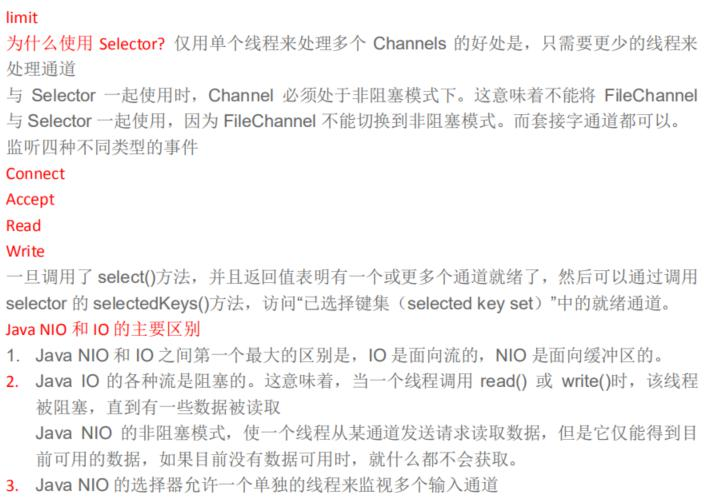 limit
为什么使用 Selector? 仅用单个线程来处理多个 Channels 的好处是，只需要更少的线程来
处理通道
与 Selector 一起使用时，Channel 必须处于非阻塞模式下。这意味着不能将 FileChannel
与 Selector 一起使用，因为 FileChannel 不能切换到非阻塞模式。而套接字通道都可以。
监听四种不同类型的事件
Connect
Accept
Read
Write
一旦调用了 select()方法，并且返回值表明有一个或更多个通道就绪了，然后可以通过调用
selector 的 selectedKeys()方法，访问“已选择键集（selected key set）”中的就绪通道。
Java NIO 和 IO 的主要区别
1. Java NIO 和 IO 之间第一个最大的区别是，IO 是面向流的，NIO 是面向缓冲区的。
2. Java IO 的各种流是阻塞的。这意味着，当一个线程调用 read() 或 write()时，该线程
被阻塞，直到有一些数据被读取
Java NIO 的非阻塞模式，使一个线程从某通道发送请求读取数据，但是它仅能得到目
前可用的数据，如果目前没有数据可用时，就什么都不会获取。
3. Java NIO 的选择器允许一个单独的线程来监视多个输入通道